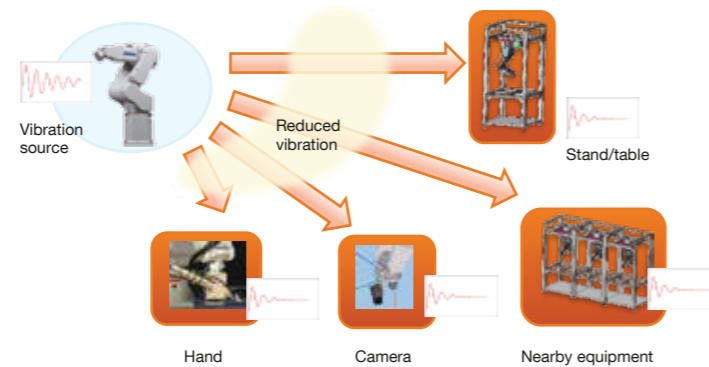 Vibration
source
Reduced
vibration
Stand/table
Hand
Camera
Nearby equipment